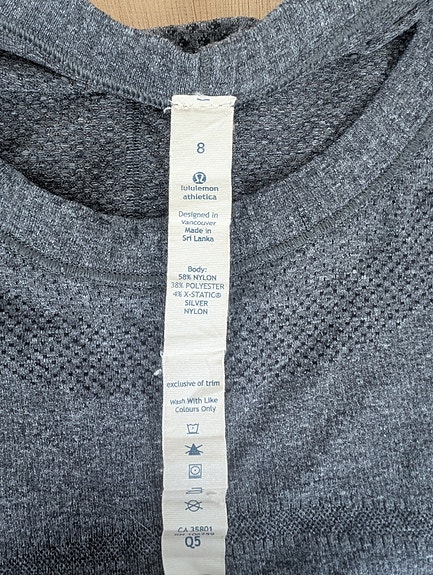 8
lululemon
athletica
Designed in
Vancouver
Made in
Sri Lanka
Body:
58% NYLON
38% POLYESTER
4% X-STATIC®
SILVER
NYLON
exclusive of trim
Wash With Like
Colours Only
CA 35801
Q5